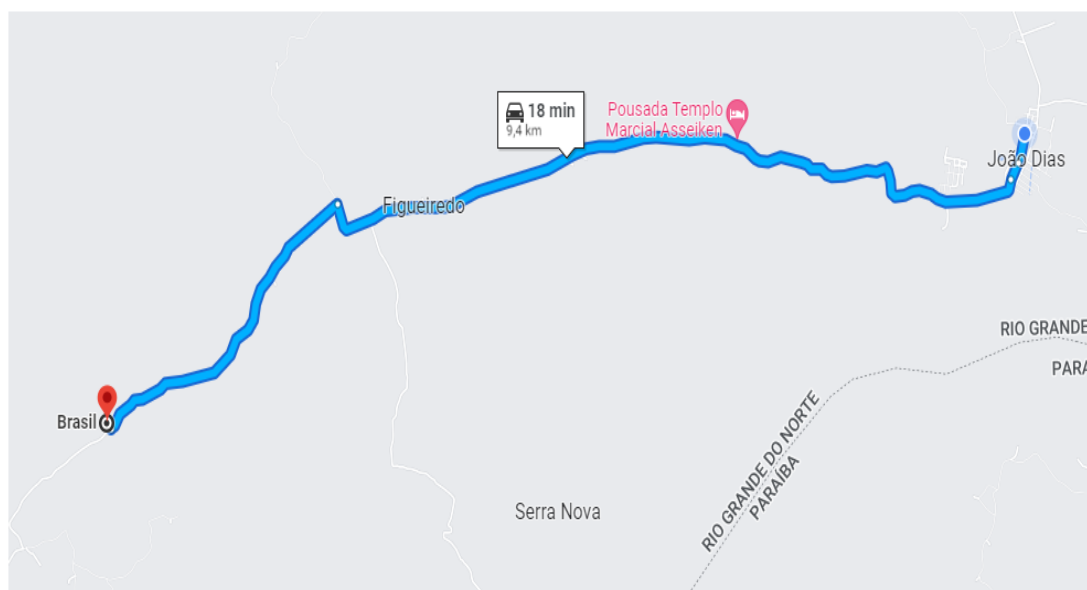 18 min
9,4 km
Pousada Templo
Marcial Asseiken
João Dias
Figueiredo
RIO GRANDE
PARA
Brasil
RIO GRANDE DO NORTE
PARAÍBA
Serra Nova